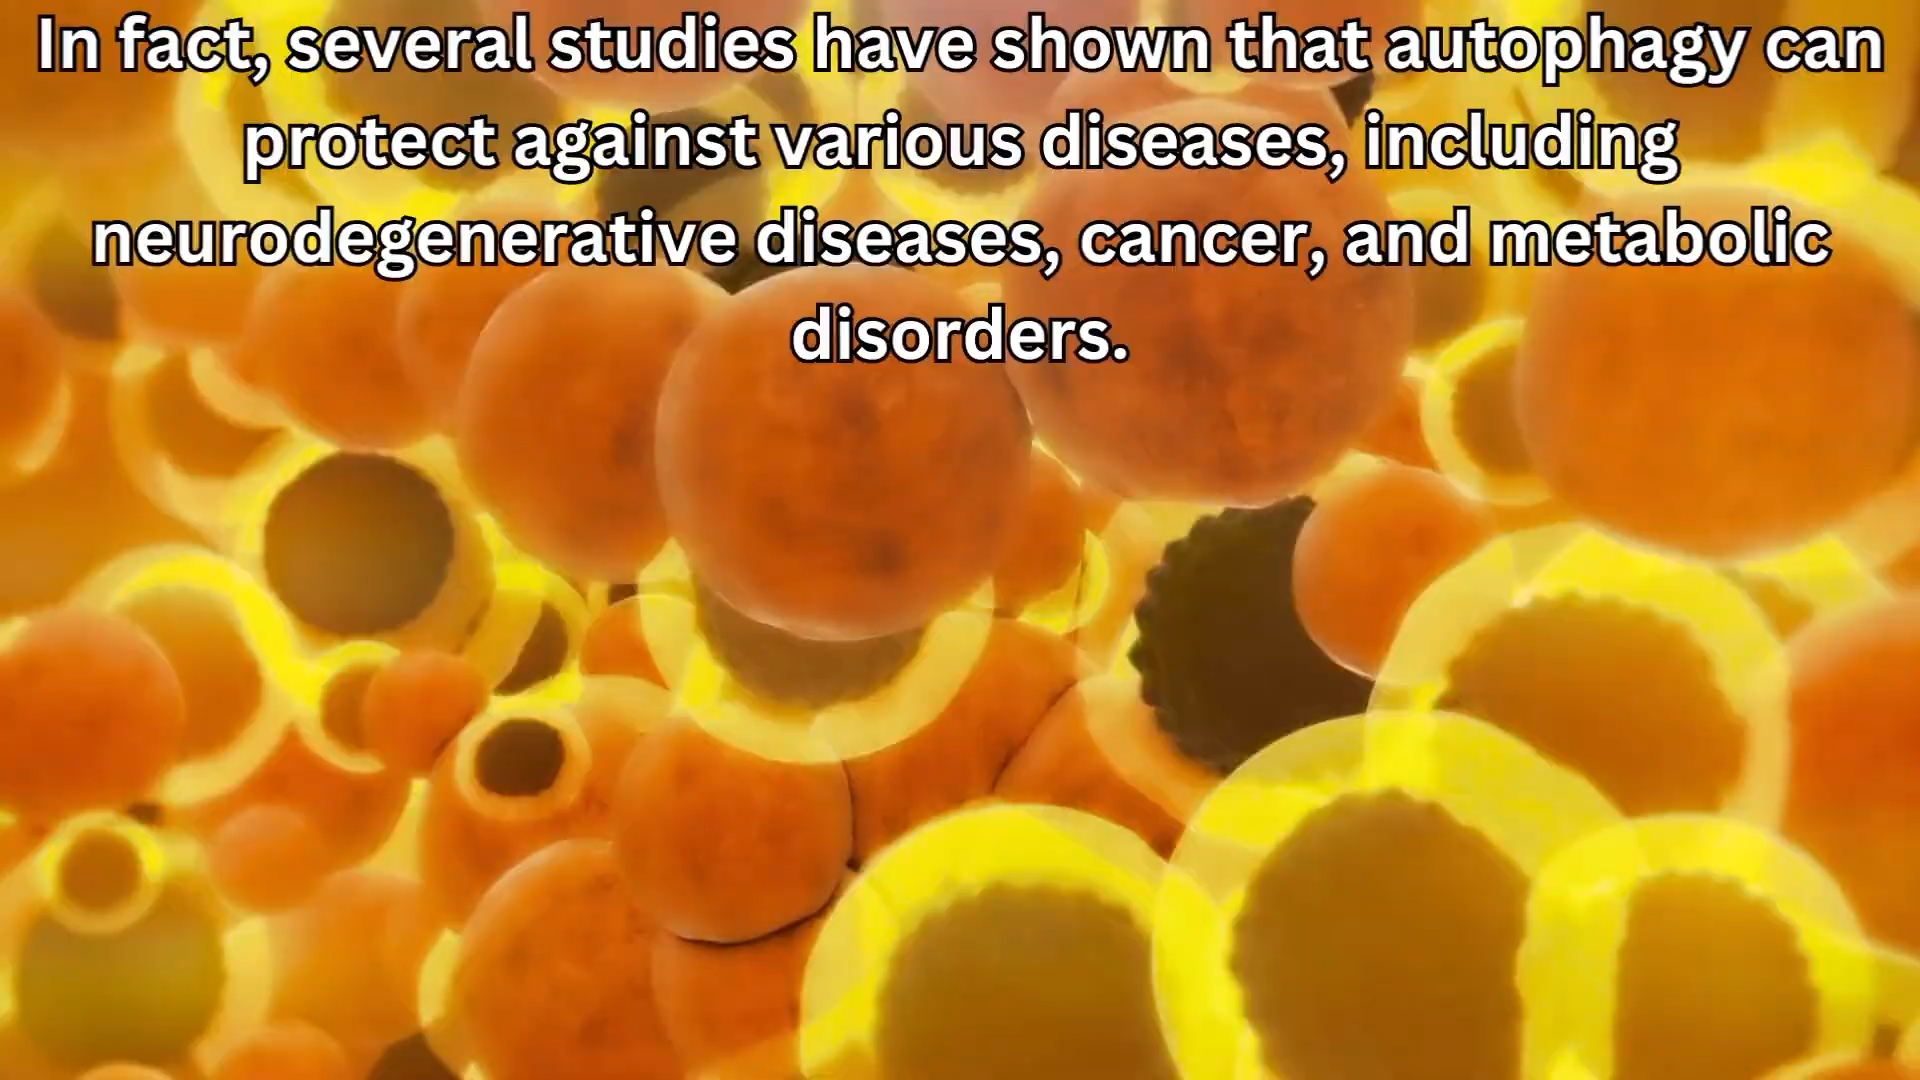 In fact, several studies have shown that autophagy can
protect against various diseases, including
neurodegenerative diseases, cancer, and metabolic
disorders.